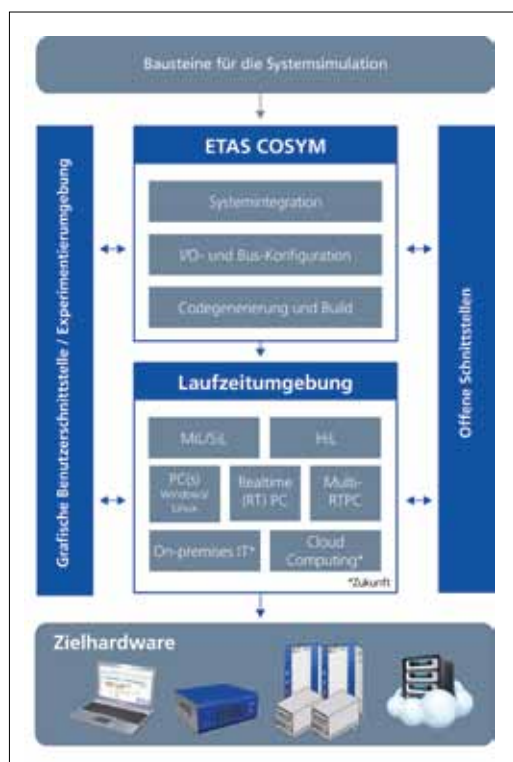 Bausteine für die Systemsimulation
ETAS COSYM
Systemintegration
I/O- und Bus-Konfiguration
Codegenerierung und Build
Grafische Benutzerschnittstelle / Experimentierumgebung
Offene Schnittstellen
Laufzeitumgebung
MiL/SiL
HiL
PC(s)
Windows/
Linux
Realtime
(RT) PC
Multi-
RTPC
On-premises IT*
Cloud
Computing*
*Zukunft
Zielhardware